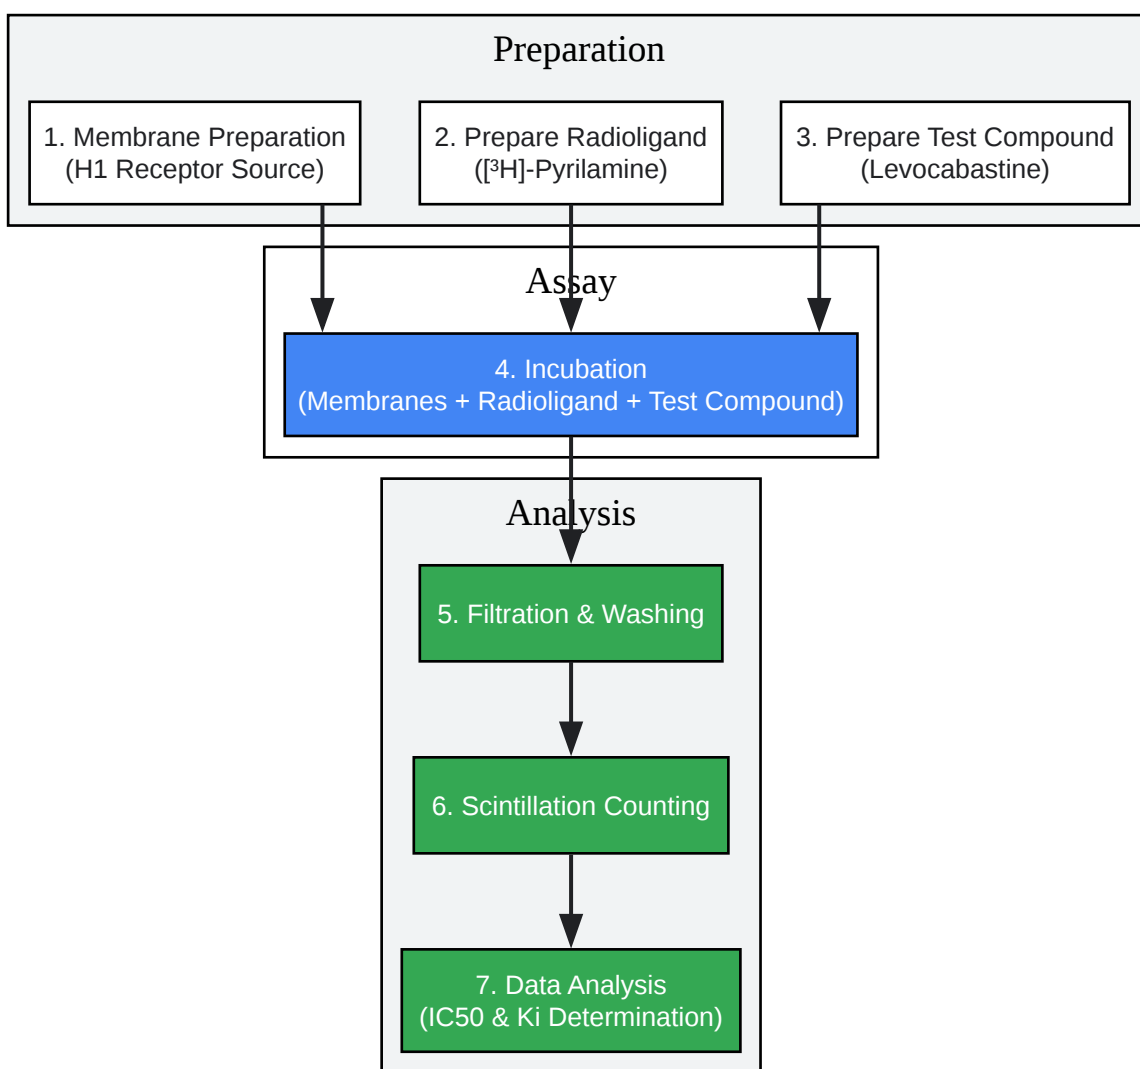 Preparation
1. Membrane Preparation
(H1 Receptor Source)
2. Prepare Radioligand
([³H]-Pyrilamine)
3. Prepare Test Compound
(Levocabastine)
Assay
4. Incubation
(Membranes + Radioligand + Test Compound)
Analysis
5. Filtration & Washing
6. Scintillation Counting
7. Data Analysis
(IC50 & Ki Determination)